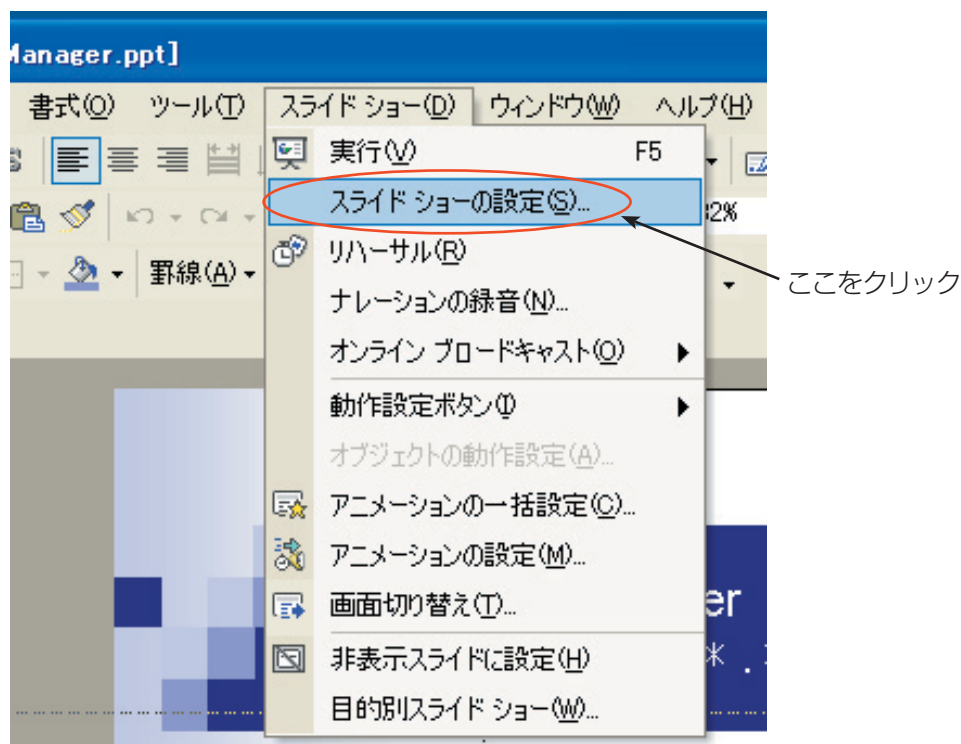 Manager.ppt]
書式(O) ツール(T) スライド ショー(D) ウィンドウ(W) ヘルプ(H)
実行(V) F5
スライド ショーの設定(S)...
2%
リハーサル(R)
罫線(A)
ここをクリック
ナレーションの録音(N)...
オンライン ブロードキャスト(O)
動作設定ボタン(I)
オブジェクトの動作設定(A)...
アニメーションの一括設定(C)...
アニメーションの設定(M)...
画面切り替え(T)...
er
非表示スライドに設定(H)
*.
目的別スライド ショー(W)...